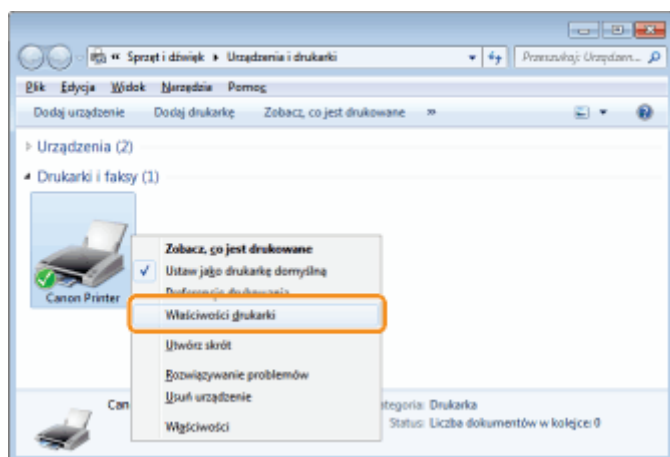 « Sprzęt i dźwięk ▸ Urządzenia i drukarki
Przeszukaj: Urządzen...
Plik Edycja Widok Narzędzia Pomoc
Dodaj urządzenie Dodaj drukarkę Zobacz, co jest drukowane »
Urządzenia (2)
Drukarki i faksy (1)
Canon Printer
Zobacz, co jest drukowane
Ustaw jako drukarkę domyślną
Preferencje drukowania
Właściwości drukarki
Utwórz skrót
Rozwiązywanie problemów
Usuń urządzenie
Właściwości
Can
ategoria: Drukarka
Status: Liczba dokumentów w kolejce: 0